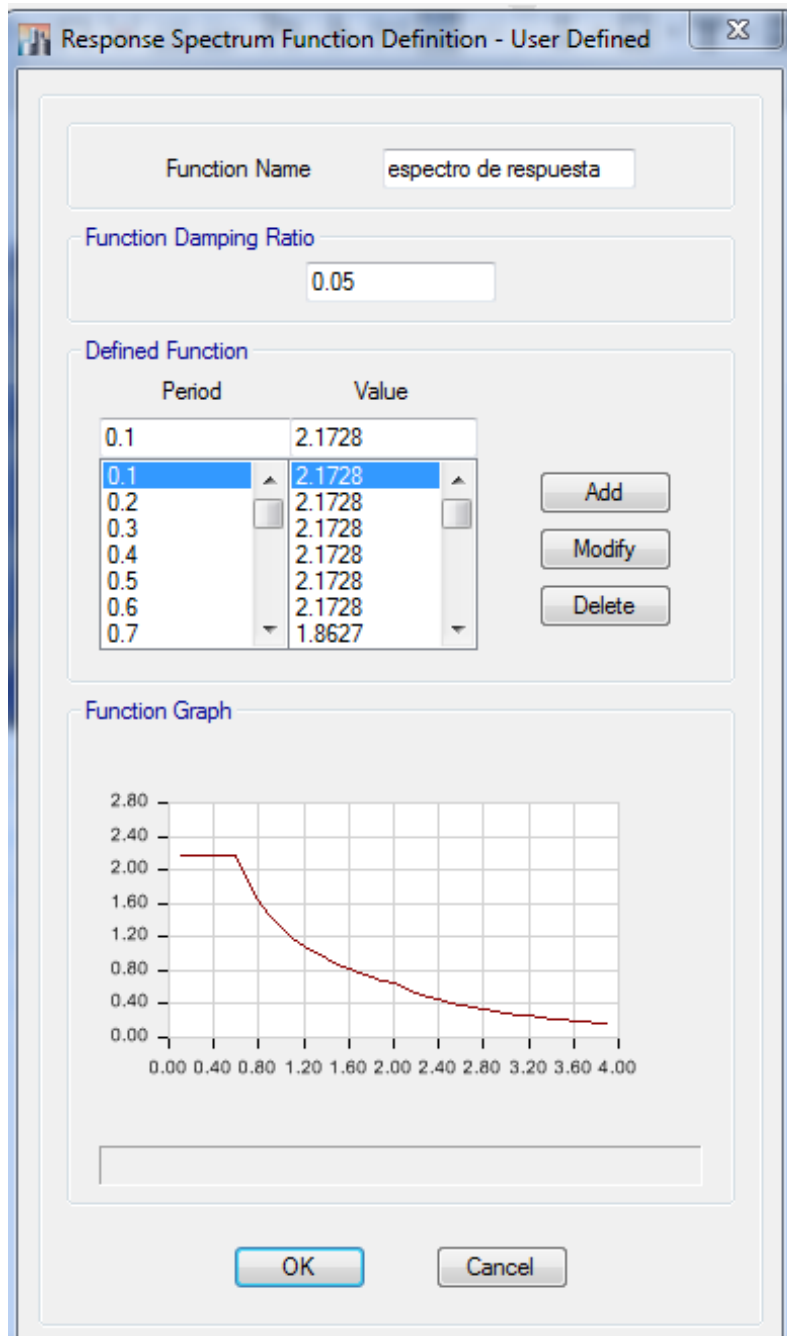 Response Spectrum Function Definition - User Defined
Function Name espectro de respuesta
Function Damping Ratio
0.05
Defined Function
Period Value
0.1 2.1728
0.1 2.1728
0.2 2.1728
0.3 2.1728
0.4 2.1728
0.5 2.1728
0.6 2.1728
0.7 1.8627
Add
Modify
Delete
Function Graph
2.80
2.40
2.00
1.60
1.20
0.80
0.40
0.00
0.00 0.40 0.80 1.20 1.60 2.00 2.40 2.80 3.20 3.60 4.00
OK Cancel